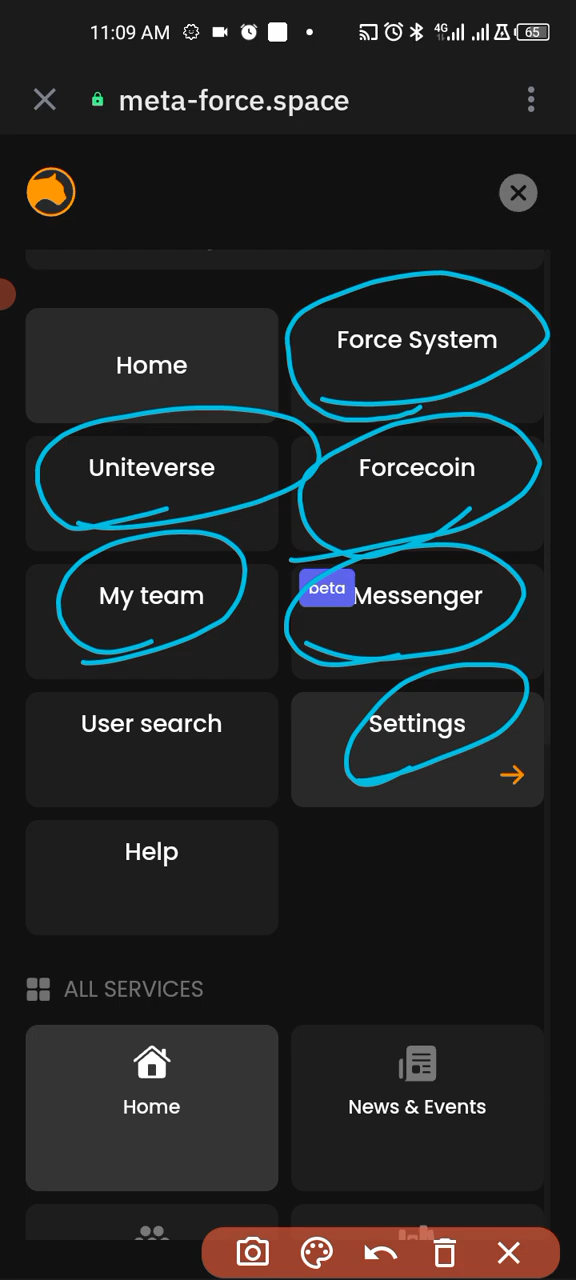 11:09 AM 4G 65
meta-force.space
Home
Force System
Uniteverse
Forcecoin
My team
beta Messenger
User search
Settings
Help
ALL SERVICES
Home
News & Events